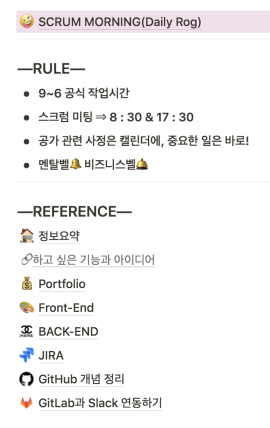 SCRUM MORNING(Daily Rog)
—RULE—
9~6 공식 작업시간
스크럼 미팅 ⇒ 8 : 30 & 17 : 30
공가 관련 사정은 캘린더에, 중요한 일은 바로!
멘탈벨🔔 비즈니스벨🛎️
—REFERENCE—
정보요약
하고 싶은 기능과 아이디어
Portfolio
Front-End
BACK-END
JIRA
GitHub 개념 정리
GitLab과 Slack 연동하기